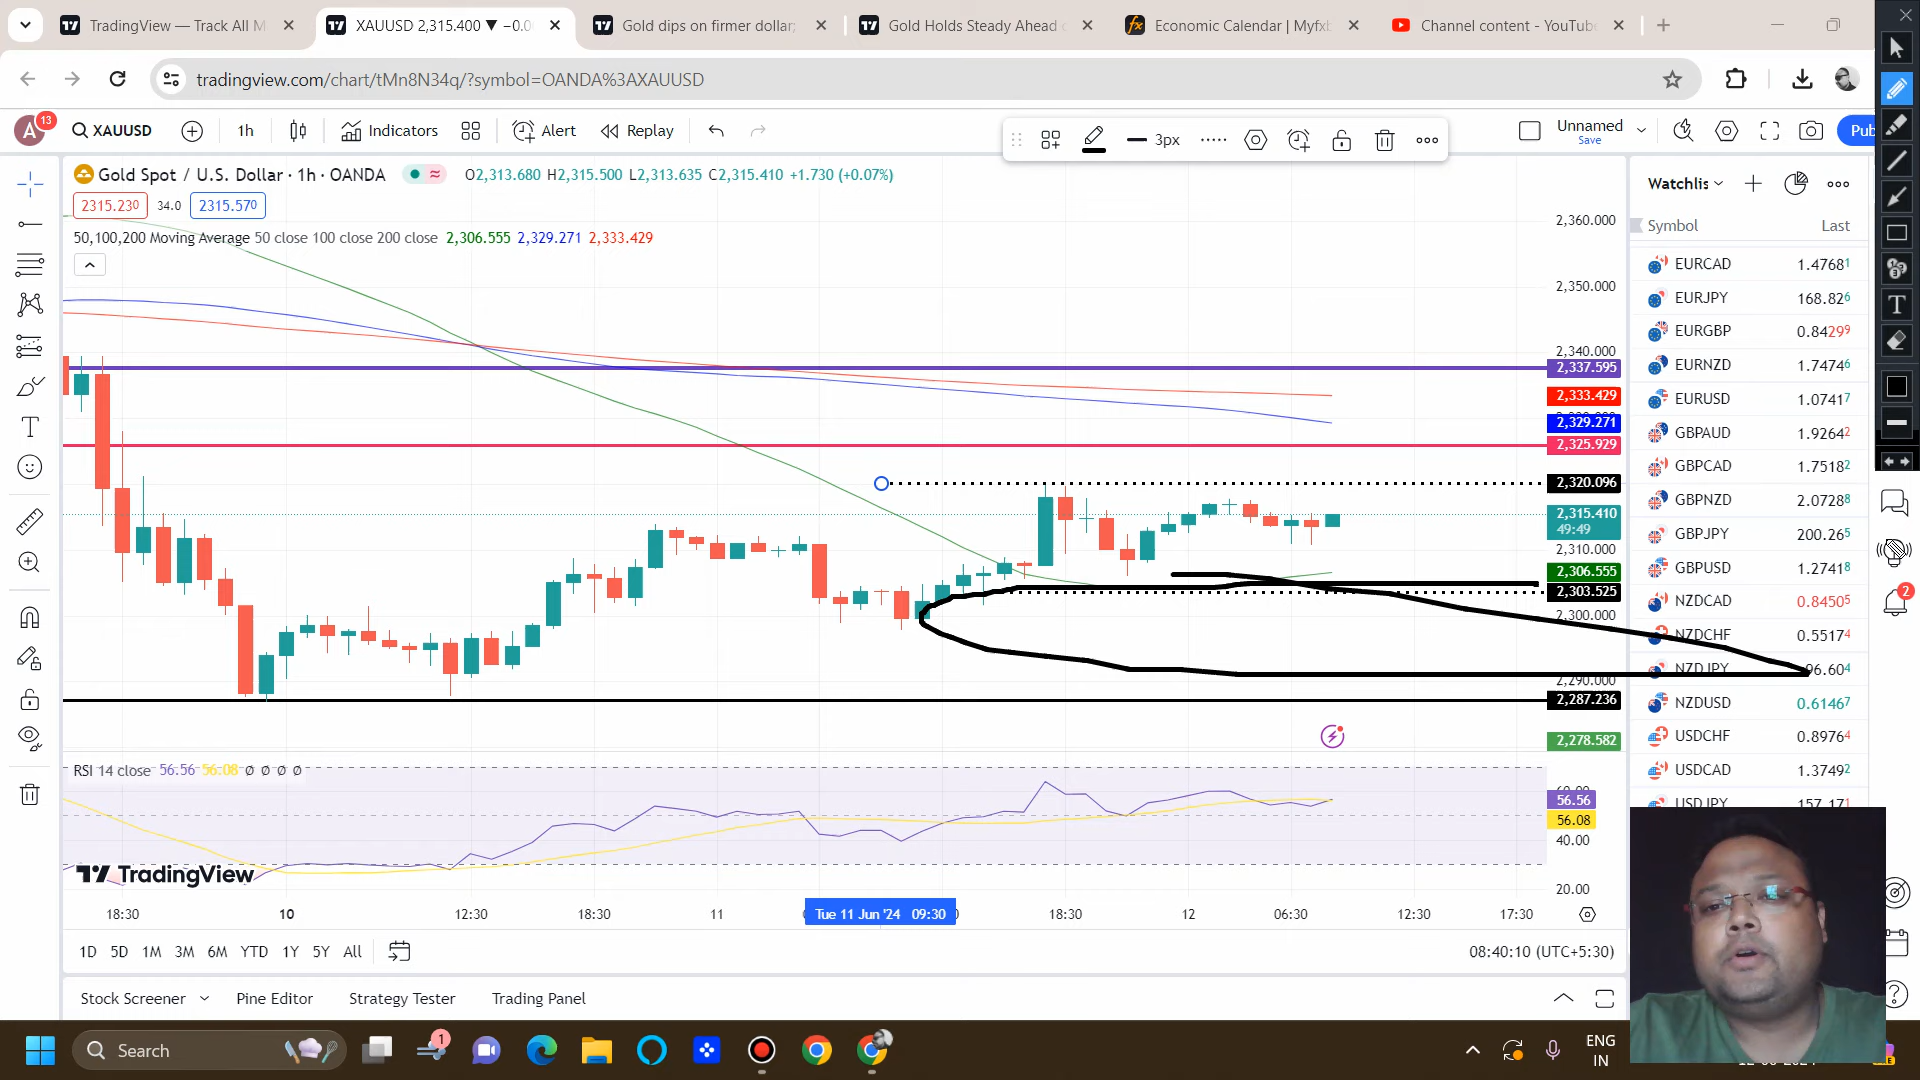 TradingView — Track All M
XAUUSD 2,315.400 ▼ −0.0
Gold dips on firmer dollar;
Gold Holds Steady Ahead o
Economic Calendar | Myfxb
Channel content - YouTube
tradingview.com/chart/tMn8N34q/?symbol=OANDA%3AXAUUSD
A 13 XAUUSD 1h Indicators Alert Replay
3px
Unnamed
Save
Pub
Gold Spot / U.S. Dollar · 1h · OANDA O2,313.680 H2,315.500 L2,313.635 C2,315.410 +1.730 (+0.07%)
2315.230 34.0 2315.570
50,100,200 Moving Average 50 close 100 close 200 close 2,306.555 2,329.271 2,333.429
2,360.000
2,350.000
2,340.000
2,337.595
2,333.429
2,329.271
2,325.929
2,320.096
2,315.410
49:49
2,310.000
2,306.555
2,303.525
2,300.000
2,290.000
2,287.236
2,278.582
RSI 14 close 56.56 56.08 ∅ ∅ ∅ ∅
56.56
56.08
40.00
20.00
TradingView
18:30 10 12:30 18:30 11 Tue 11 Jun '24 09:30 18:30 12 06:30 12:30 17:30
1D 5D 1M 3M 6M YTD 1Y 5Y All
08:40:10 (UTC+5:30)
Stock Screener Pine Editor Strategy Tester Trading Panel
Watchlis
Symbol Last
EURCAD 1.47681
EURJPY 168.826
EURGBP 0.84299
EURNZD 1.74746
EURUSD 1.07417
GBPAUD 1.92642
GBPCAD 1.75182
GBPNZD 2.07288
GBPJPY 200.265
GBPUSD 1.27418
NZDCAD 0.84505
NZDCHF 0.55174
NZDJPY 96.604
NZDUSD 0.61467
USDCHF 0.89764
USDCAD 1.37492
USDJPY 157.171
2
T
Search
1
ENG
IN